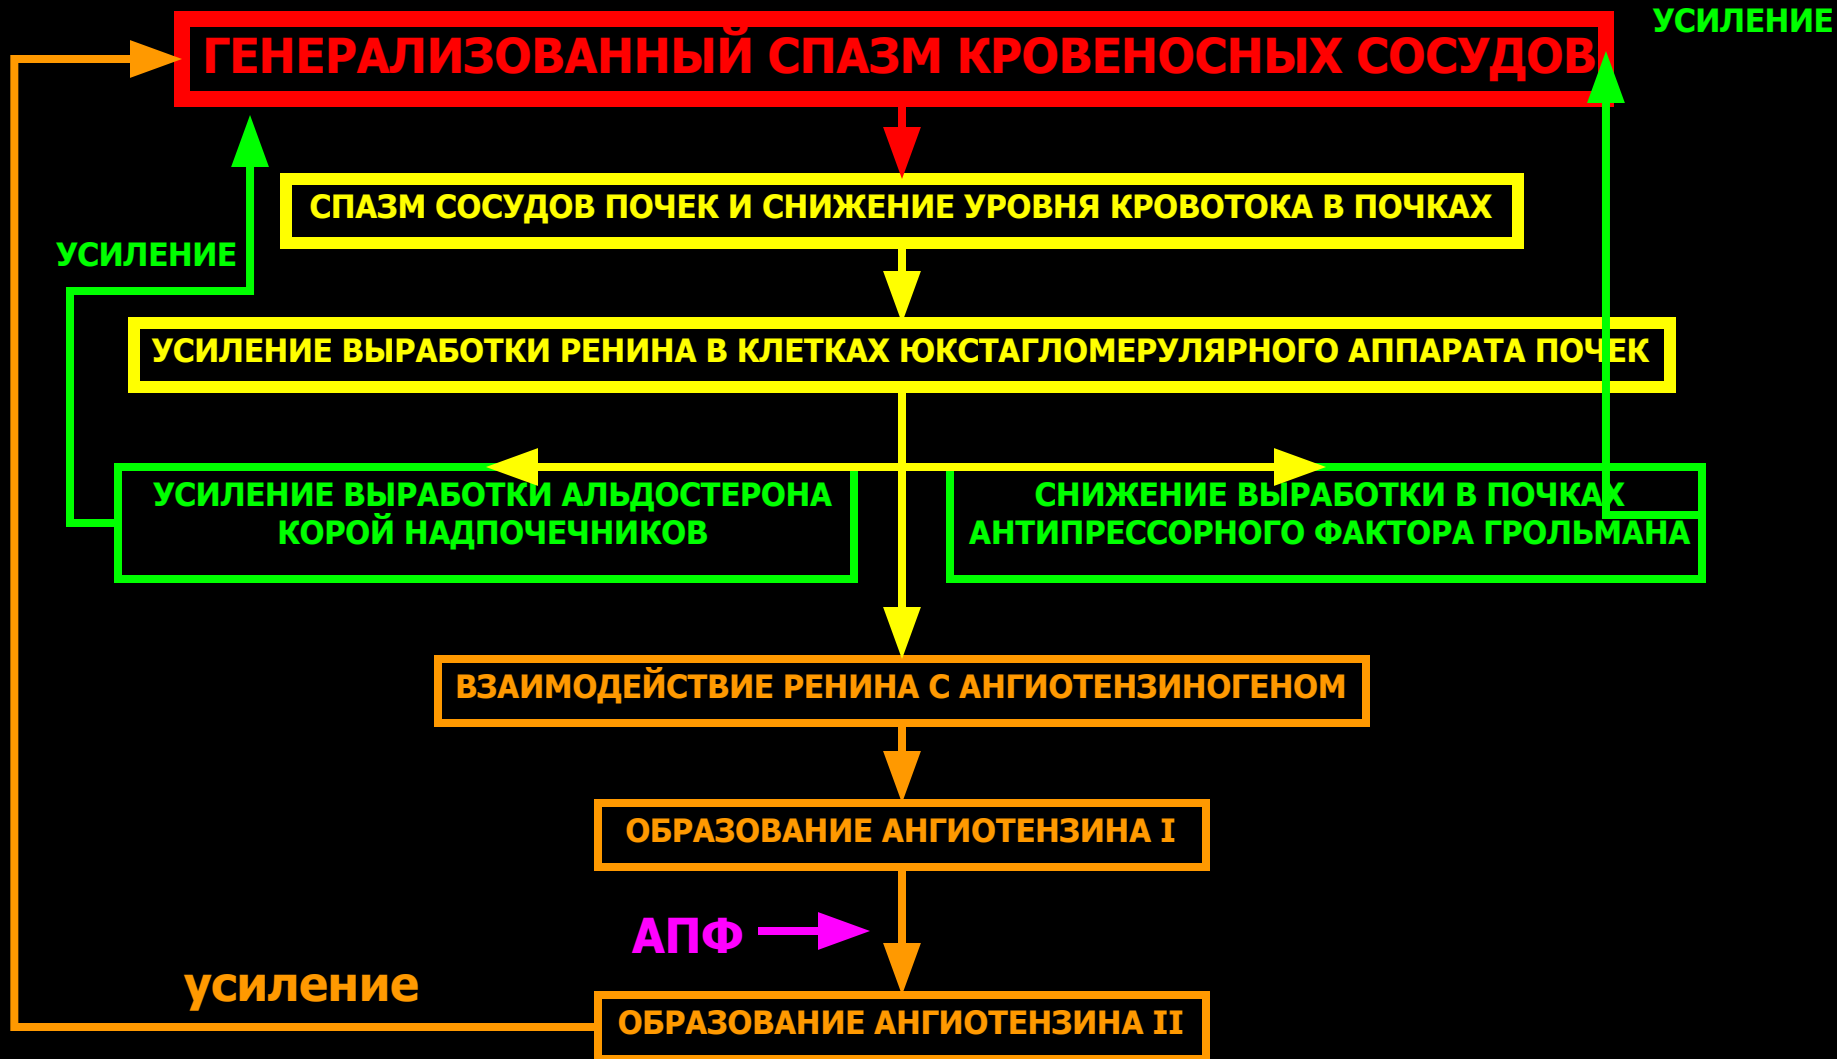 УСИЛЕНИЕ
ГЕНЕРАЛИЗОВАННЫЙ СПАЗМ КРОВЕНОСНЫХ СОСУДОВ
СПАЗМ СОСУДОВ ПОЧЕК И СНИЖЕНИЕ УРОВНЯ КРОВОТОКА В ПОЧКАХ
УСИЛЕНИЕ
УСИЛЕНИЕ ВЫРАБОТКИ РЕНИНА В КЛЕТКАХ ЮКСТАГЛОМЕРУЛЯРНОГО АППАРАТА ПОЧЕК
УСИЛЕНИЕ ВЫРАБОТКИ АЛЬДОСТЕРОНА
КОРОЙ НАДПОЧЕЧНИКОВ
СНИЖЕНИЕ ВЫРАБОТКИ В ПОЧКАХ
АНТИПРЕССОРНОГО ФАКТОРА ГРОЛЬМАНА
ВЗАИМОДЕЙСТВИЕ РЕНИНА С АНГИОТЕНЗИНОГЕНОМ
ОБРАЗОВАНИЕ АНГИОТЕНЗИНА I
АПФ
усиление
ОБРАЗОВАНИЕ АНГИОТЕНЗИНА II